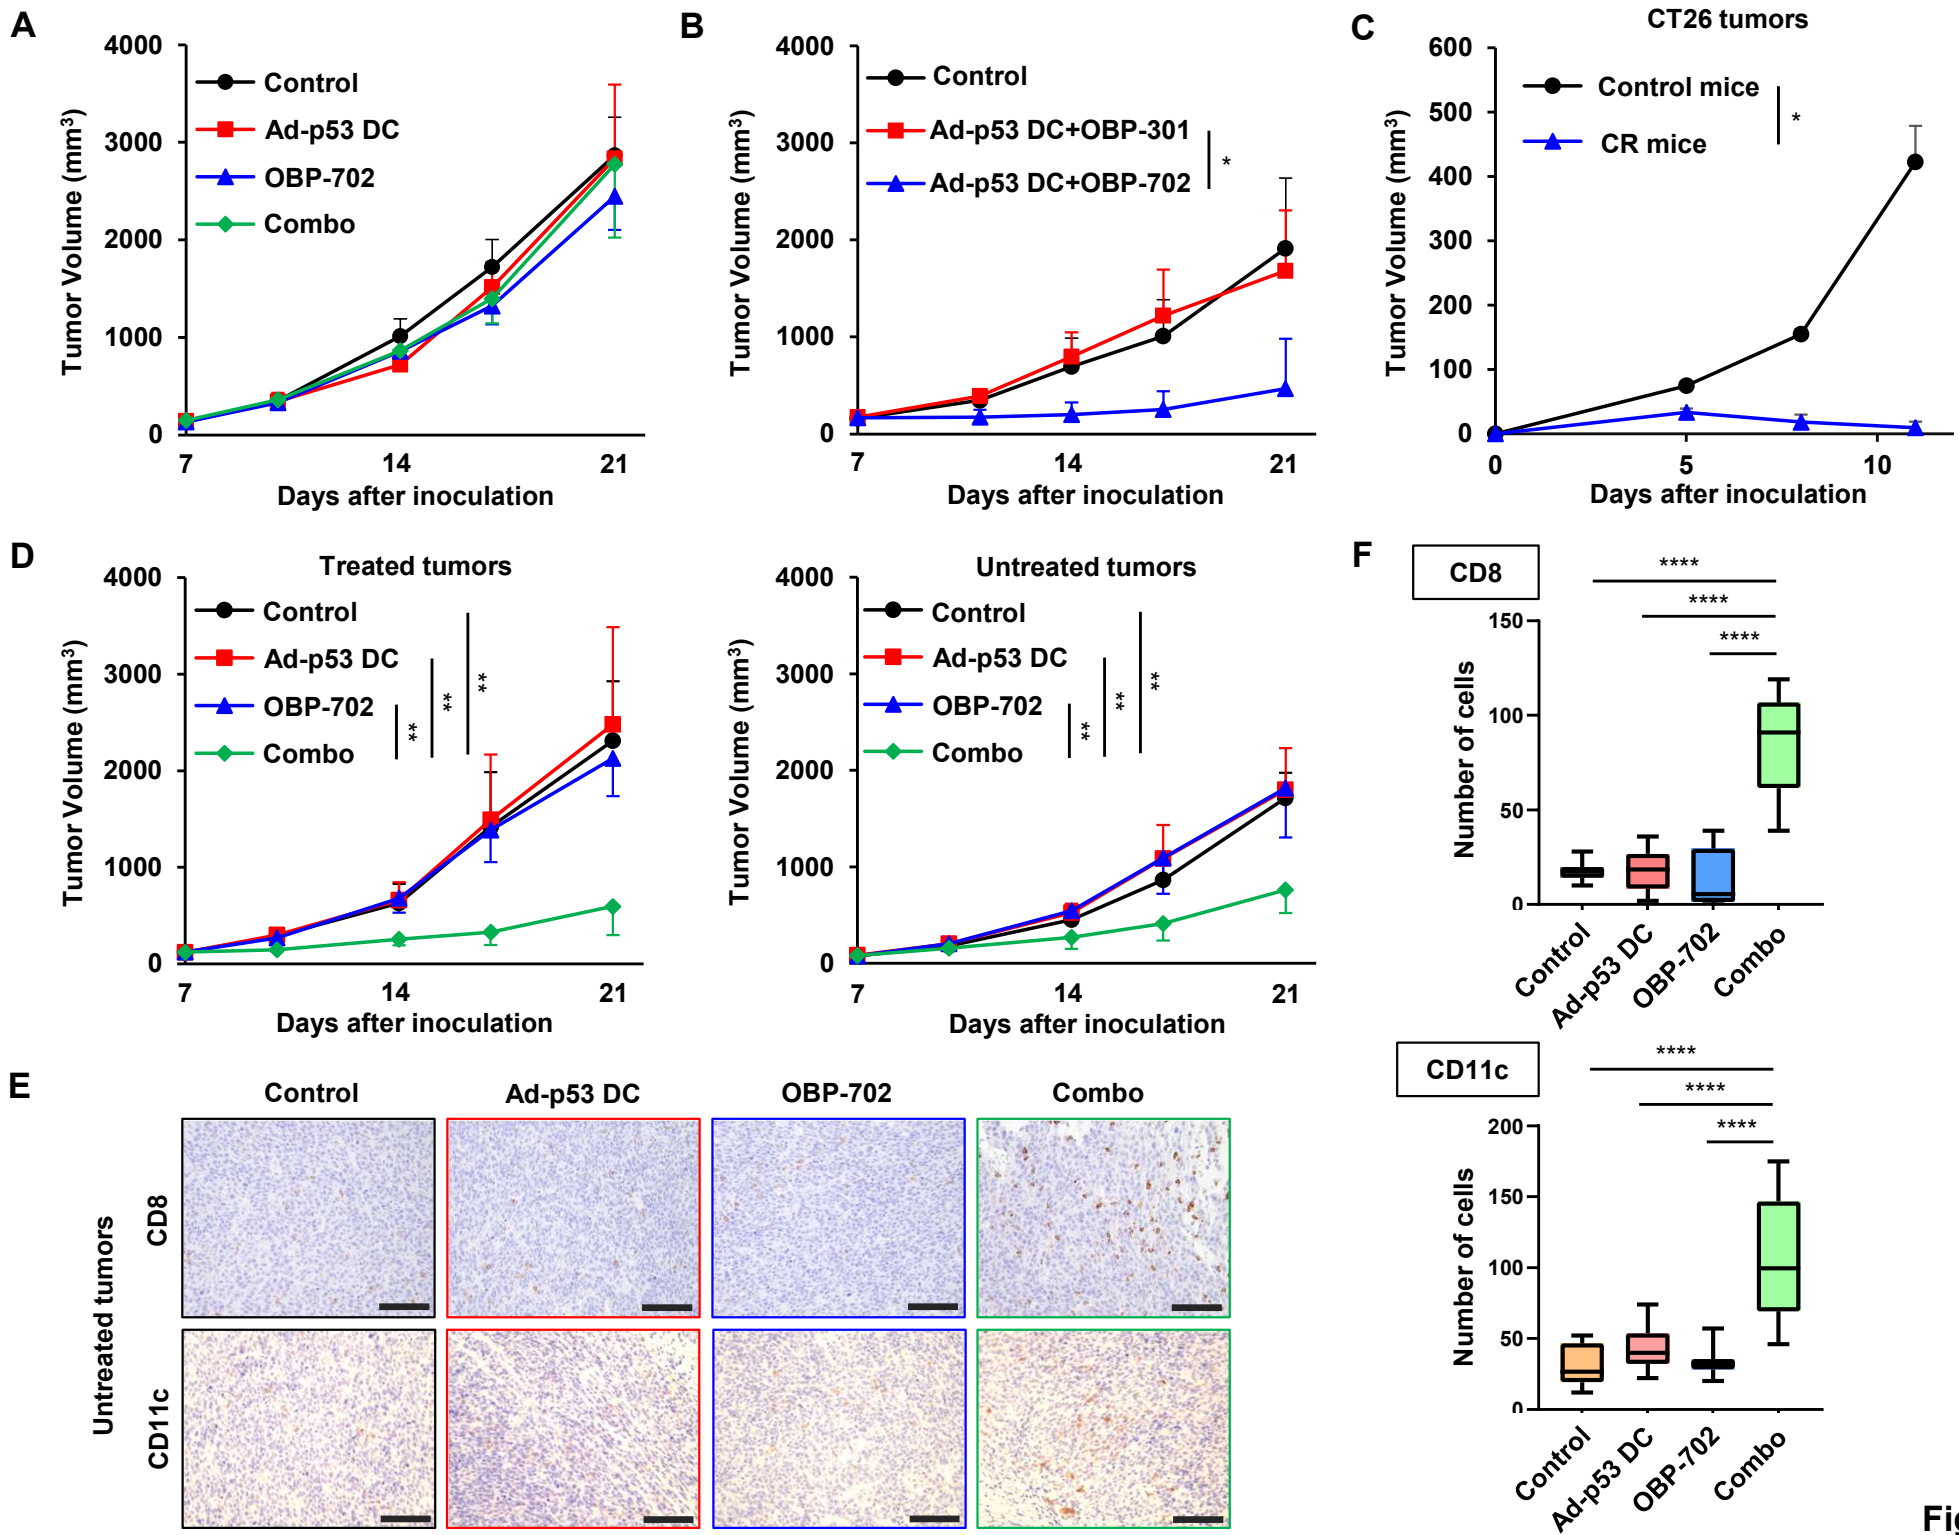 A
4000
3000
2000
1000
0
7
14
21
Tumor Volume (mm³)
Days after inoculation
Control
Ad-p53 DC
OBP-702
Combo
B
4000
3000
2000
1000
0
7
14
21
Tumor Volume (mm³)
Days after inoculation
Control
Ad-p53 DC+OBP-301
Ad-p53 DC+OBP-702
*
C
CT26 tumors
600
500
400
300
200
100
0
0
5
10
Tumor Volume (mm³)
Days after inoculation
Control mice
CR mice
*
D
Treated tumors
4000
3000
2000
1000
0
7
14
21
Tumor Volume (mm³)
Days after inoculation
Control
Ad-p53 DC
OBP-702
Combo
**
**
**
Untreated tumors
4000
3000
2000
1000
0
7
14
21
Tumor Volume (mm³)
Days after inoculation
Control
Ad-p53 DC
OBP-702
Combo
**
**
**
E
Control
Ad-p53 DC
OBP-702
Combo
Untreated tumors
CD8
CD11c
F
CD8
****
****
****
150
100
50
0
Number of cells
Control
Ad-p53 DC
OBP-702
Combo
CD11c
****
****
****
200
150
100
50
0
Number of cells
Control
Ad-p53 DC
OBP-702
Combo